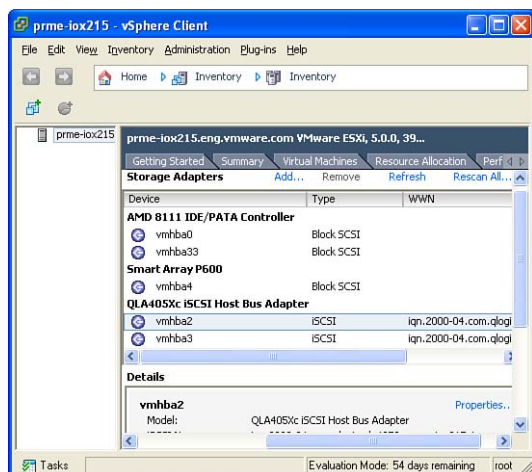 prme-iox215 - vSphere Client
File Edit View Inventory Administration Plug-ins Help
Home Inventory Inventory
prme-iox215
prme-iox215.eng.vmware.com VMware ESXi, 5.0.0, 39...
Getting Started Summary Virtual Machines Resource Allocation Perf
Storage Adapters Add... Remove Refresh Rescan All...
Device Type WWN
AMD 8111 IDE/PATA Controller
vmhba0 Block SCSI
vmhba33 Block SCSI
Smart Array P600
vmhba4 Block SCSI
QLA405Xc iSCSI Host Bus Adapter
vmhba2 iSCSI iqn.2000-04.com.qlogi
vmhba3 iSCSI iqn.2000-04.com.qlogi
Details
vmhba2 Properties..
Model: QLA405Xc iSCSI Host Bus Adapter
Tasks Evaluation Mode: 54 days remaining root